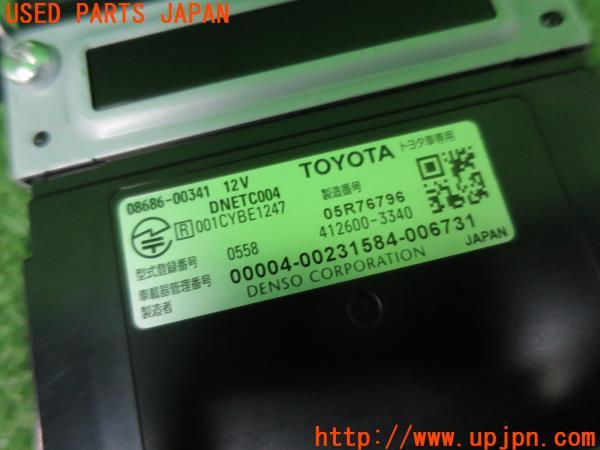 USED PARTS JAPAN
08686-00341 12V TOYOTA トヨタ車専用
DNETC004 製造番号
R 001CYBE1247 05R76796
412600-3340
型式登録番号 0558
車載器管理番号 00004-00231584-006731
製造者 DENSO CORPORATION JAPAN
http://www.upjpn.com